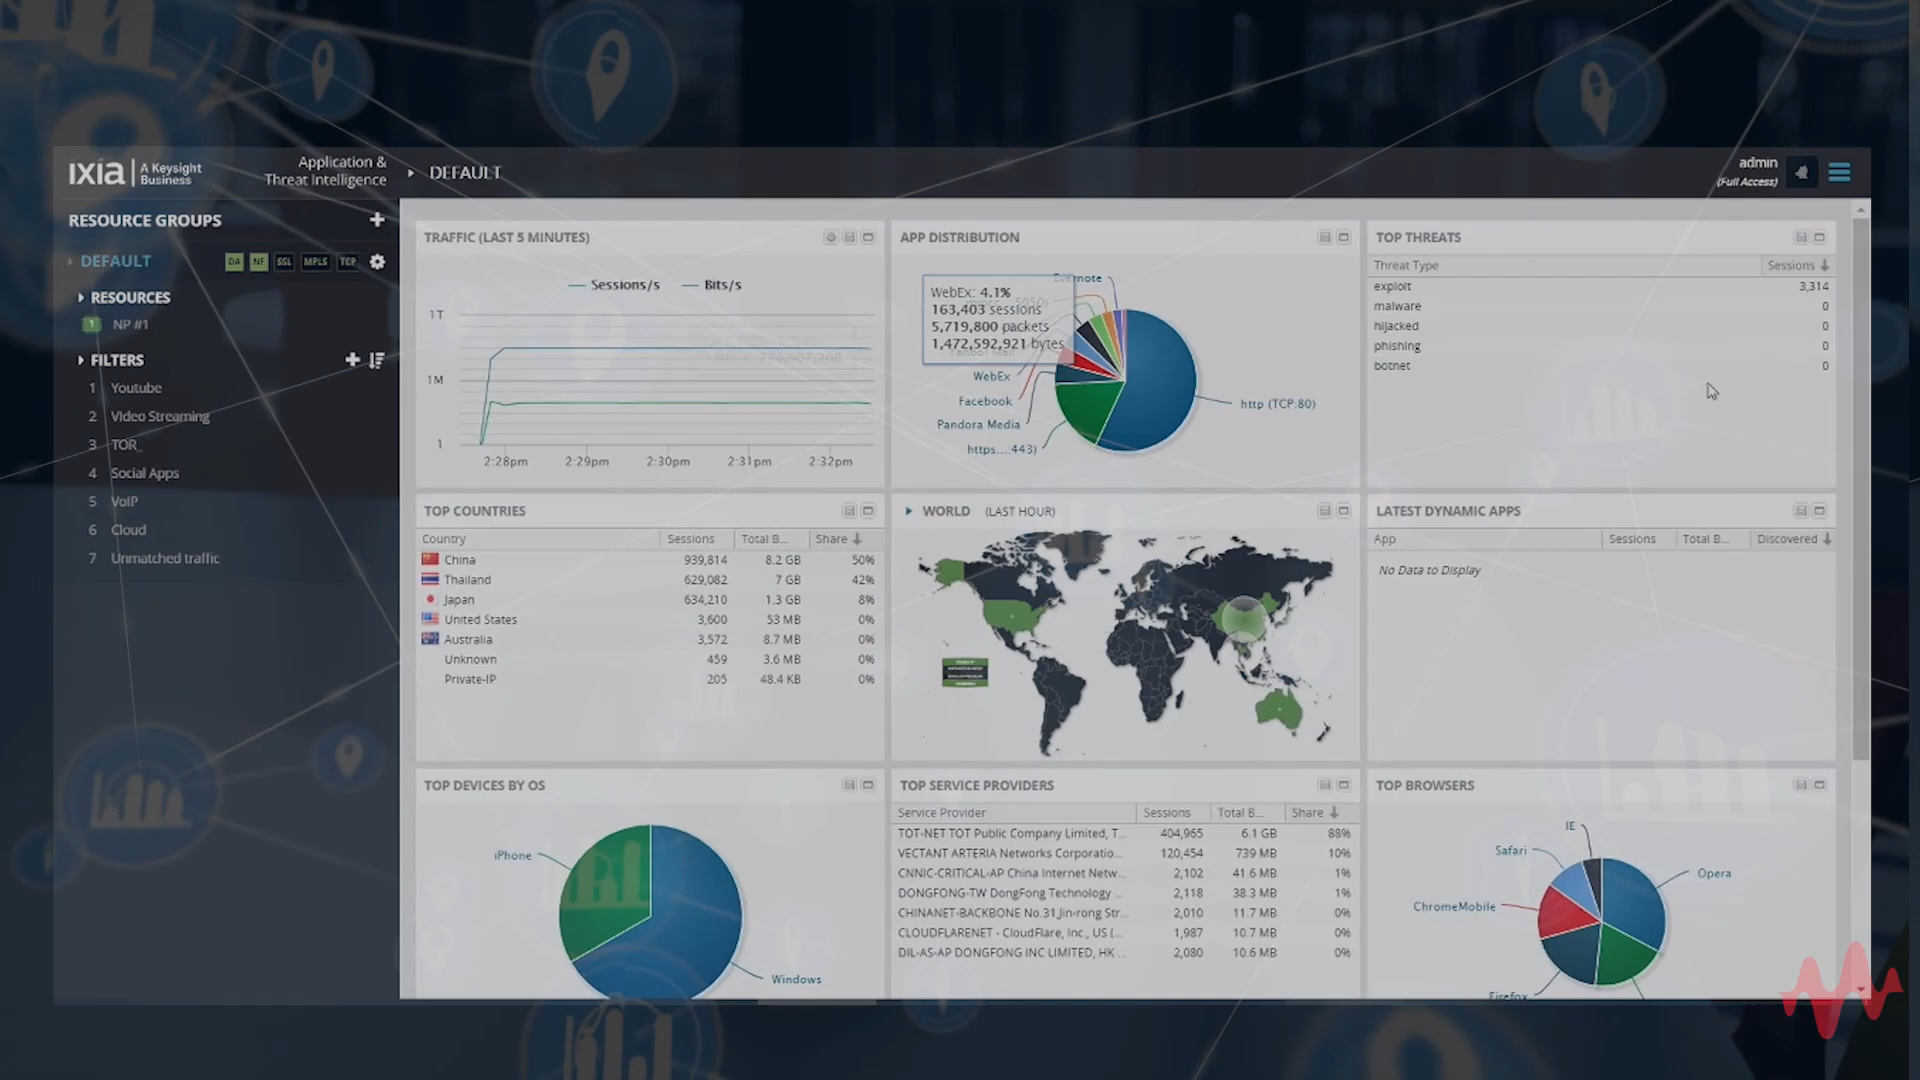 IXIA | A Keysight Business
Application & Threat Intelligence
DEFAULT
admin
(Full Access)
RESOURCE GROUPS
DEFAULT
DA NF SSL MPLS TCP
RESOURCES
1 NP #1
FILTERS
1 Youtube
2 Video Streaming
3 TOR
4 Social Apps
5 VoIP
6 Cloud
7 Unmatched traffic
TRAFFIC (LAST 5 MINUTES)
Sessions/s Bits/s
1T
1M
1
2:28pm 2:29pm 2:30pm 2:31pm 2:32pm
APP DISTRIBUTION
WebEx: 4.1%
163,403 sessions
5,719,800 packets
1,472,592,921 bytes
Evernote
Yahoo! Mail
WebEx
Facebook
Pandora Media
https....443)
http (TCP:80)
TOP THREATS
Threat Type Sessions
exploit 3,314
malware 0
hijacked 0
phishing 0
botnet 0
TOP COUNTRIES
Country Sessions Total B... Share
China 939,814 8.2 GB 50%
Thailand 629,082 7 GB 42%
Japan 634,210 1.3 GB 8%
United States 3,600 53 MB 0%
Australia 3,572 8.7 MB 0%
Unknown 459 3.6 MB 0%
Private-IP 205 48.4 KB 0%
WORLD (LAST HOUR)
LATEST DYNAMIC APPS
App Sessions Total B... Discovered
No Data to Display
TOP DEVICES BY OS
iPhone
Windows
TOP SERVICE PROVIDERS
Service Provider Sessions Total B... Share
TOT-NET TOT Public Company Limited, T... 404,965 6.1 GB 88%
VECTANT ARTERIA Networks Corporatio... 120,454 739 MB 10%
CNNIC-CRITICAL-AP China Internet Netw... 2,102 41.6 MB 1%
DONGFONG-TW DongFong Technology ... 2,118 38.3 MB 1%
CHINANET-BACKBONE No.31,Jin-rong Str... 2,010 11.7 MB 0%
CLOUDFLARENET - CloudFlare, Inc., US (... 1,987 10.7 MB 0%
DIL-AS-AP DONGFONG INC LIMITED, HK ... 2,080 10.6 MB 0%
TOP BROWSERS
IE
Safari
Opera
ChromeMobile
Firefox